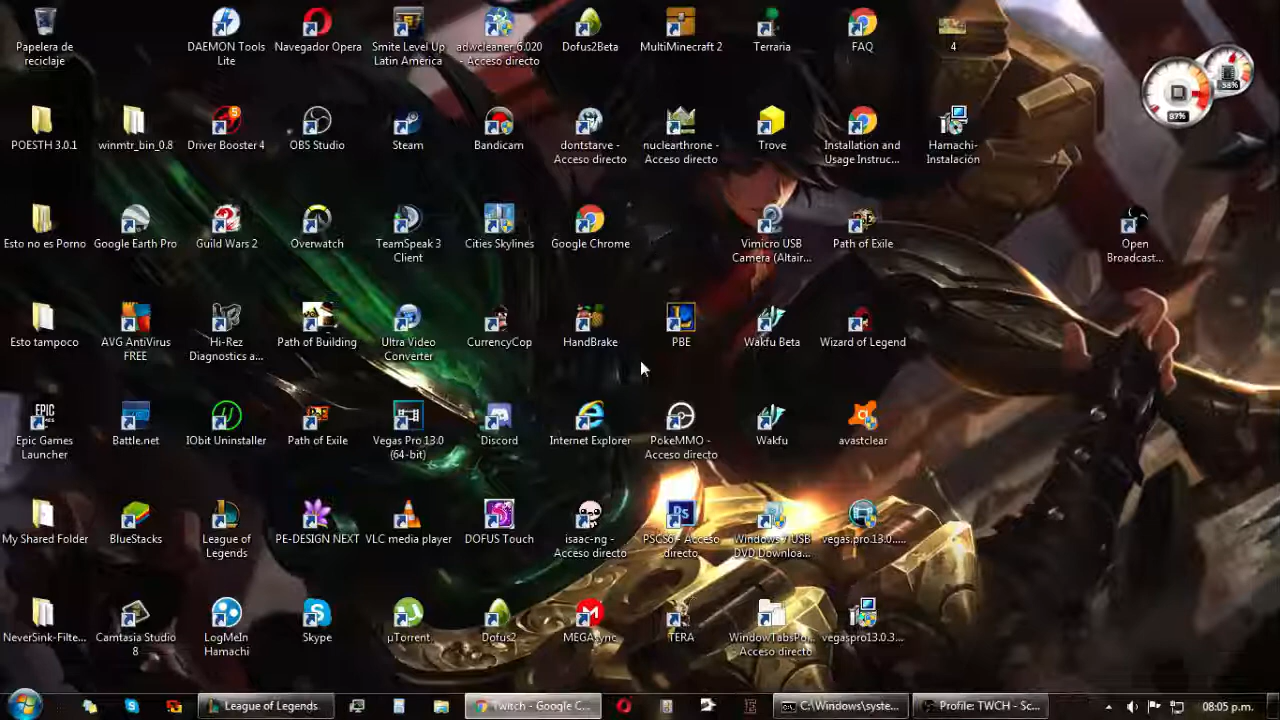 Papelera de
reciclaje
DAEMON Tools
Lite
Navegador Opera
Smite Level Up
Latin America
adwcleaner_6.020
- Acceso directo
Dofus2Beta
MultiMinecraft 2
Terraria
FAQ
4
58%
87%
POESTH 3.0.1
winmtr_bin_0.8
Driver Booster 4
OBS Studio
Steam
Bandicam
dontstarve -
Acceso directo
nuclearthrone -
Acceso directo
Trove
Installation and
Usage Instruc...
Hamachi-
Instalación
Esto no es Porno
Google Earth Pro
Guild Wars 2
Overwatch
TeamSpeak 3
Client
Cities Skylines
Google Chrome
Vimicro USB
Camera (Altair...
Path of Exile
Open
Broadcast...
Esto tampoco
AVG AntiVirus
FREE
Hi-Rez
Diagnostics a...
Path of Building
Ultra Video
Converter
CurrencyCop
HandBrake
PBE
Wakfu Beta
Wizard of Legend
EPIC
GAMES
Epic Games
Launcher
Battle.net
IObit Uninstaller
Path of Exile
Vegas Pro 13.0
(64-bit)
Discord
Internet Explorer
PokeMMO -
Acceso directo
Wakfu
avastclear
My Shared Folder
BlueStacks
League of
Legends
PE-DESIGN NEXT
VLC media player
DOFUS Touch
isaac-ng -
Acceso directo
Ps
PSCS6 - Acceso
directo
Windows 7 USB
DVD Downloa...
vegas.pro.13.0....
NeverSink-Filte...
Camtasia Studio
8
LogMeIn
Hamachi
Skype
µTorrent
Dofus2
MEGAsync
TERA
WindowTabsPo...
- Acceso directo
vegaspro13.0.3...
League of Legends
Twitch - Google C...
C:\Windows\syste...
Profile: TWCH - Sc...
08:05 p.m.